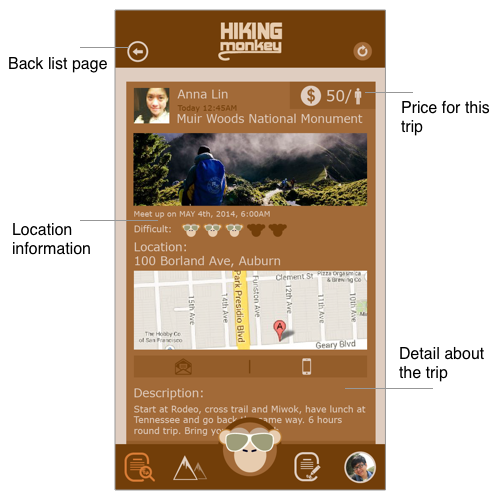 HIKING
monkey
Back list page
Anna Lin
Today 12:45AM
$ 50/
Muir Woods National Monument
Price for this
trip
Meet up on MAY 4th, 2014, 6:00AM
Difficult:
Location
information
Location:
100 Borland Ave, Auburn
Clement St
Pizza Orgasmica
& Brewing Co
15th Ave
14th Ave
Park Presidio Blvd
Funston Ave
12th Ave
11th Ave
10th Ave
A
The Hobby Co
of San Francisco
Geary Blvd
Detail about
the trip
Description:
Start at Rodeo, cross trail and Miwok, have lunch at
Tennessee and go back the same way. 6 hours
round trip. Bring you